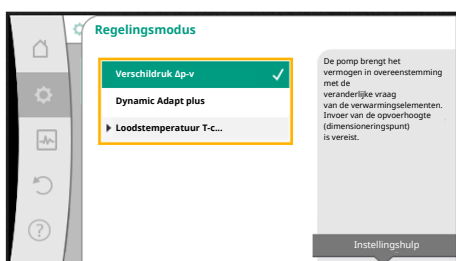 Regelingsmodus
Verschildruk Δp-v
Dynamic Adapt plus
Loodstemperatuur T-c...
De pomp brengt het
vermogen in overeenstemming
met de
veranderlijke vraag
van de verwarmingselementen.
Invoer van de opvoerhoogte
(dimensioneringspunt)
is vereist.
Instellingshulp